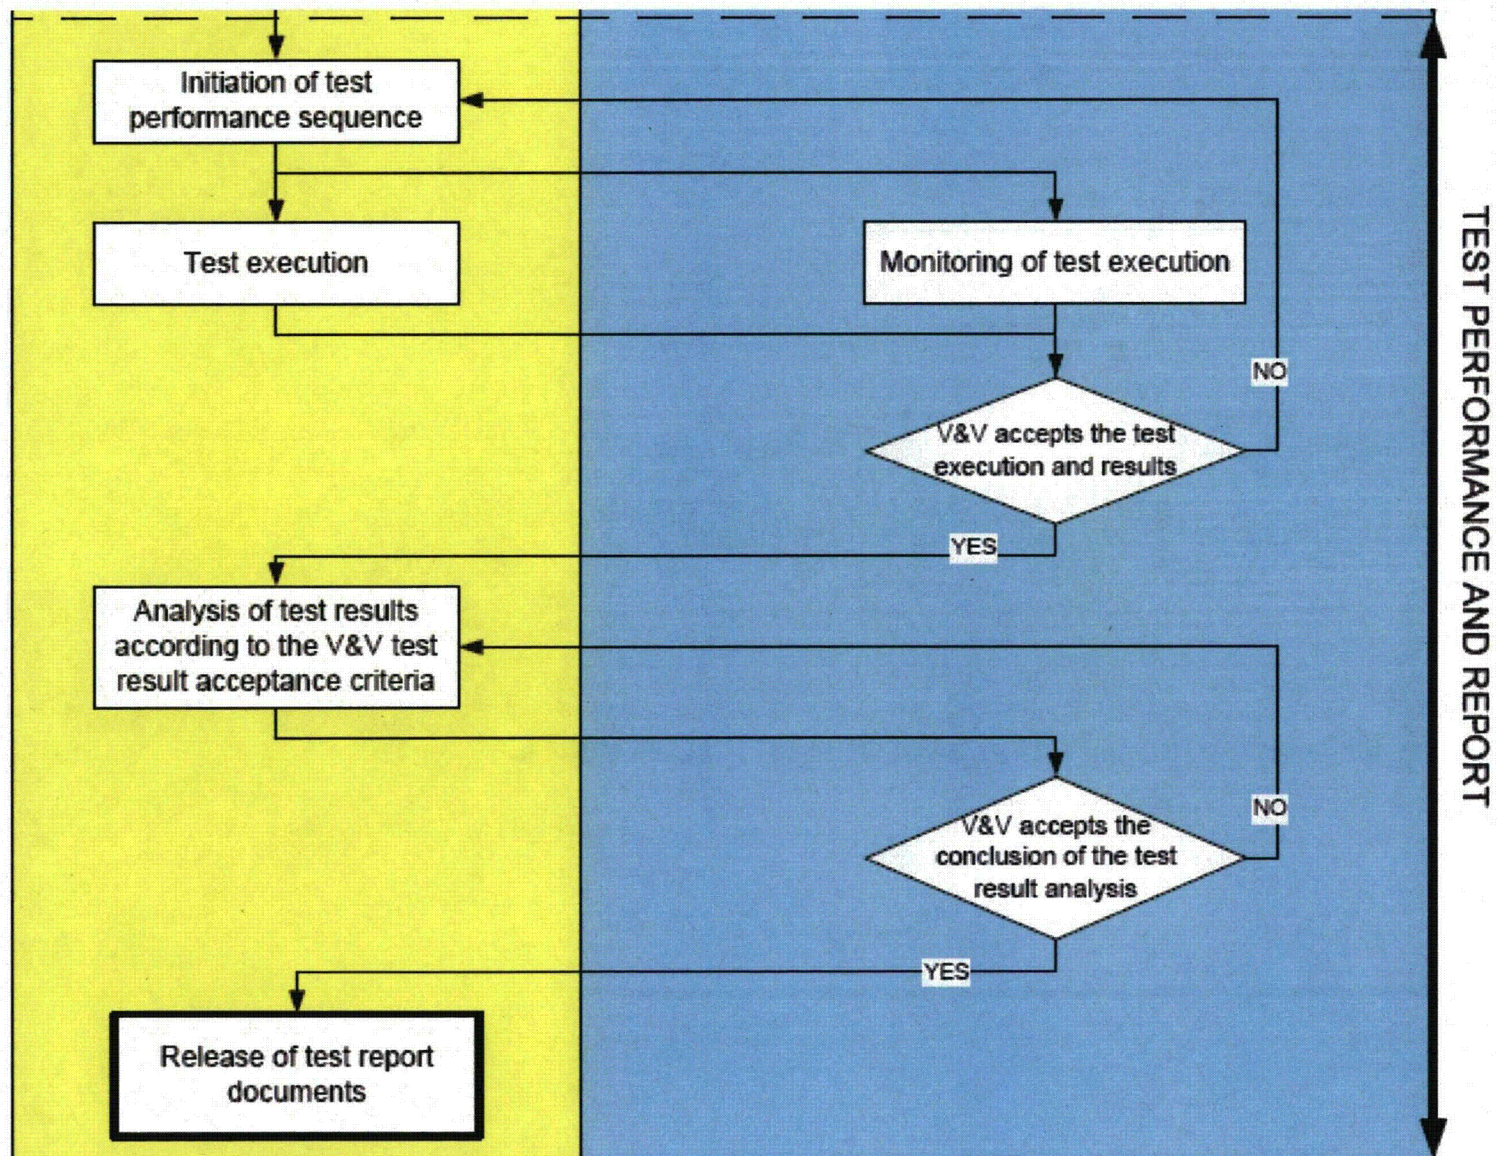 Initiation of test
performance sequence
Test execution
Monitoring of test execution
NO
V&V accepts the test
execution and results
YES
Analysis of test results
according to the V&V test
result acceptance criteria
NO
V&V accepts the
conclusion of the test
result analysis
YES
Release of test report
documents
TEST PERFORMANCE AND REPORT